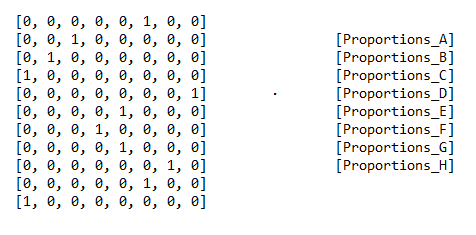 [0, 0, 0, 0, 0, 1, 0, 0]
[0, 0, 1, 0, 0, 0, 0, 0] [Proportions_A]
[0, 1, 0, 0, 0, 0, 0, 0] [Proportions_B]
[1, 0, 0, 0, 0, 0, 0, 0] [Proportions_C]
[0, 0, 0, 0, 0, 0, 0, 1] . [Proportions_D]
[0, 0, 0, 0, 1, 0, 0, 0] [Proportions_E]
[0, 0, 0, 1, 0, 0, 0, 0] [Proportions_F]
[0, 0, 0, 0, 1, 0, 0, 0] [Proportions_G]
[0, 0, 0, 0, 0, 0, 1, 0] [Proportions_H]
[0, 0, 0, 0, 0, 1, 0, 0]
[1, 0, 0, 0, 0, 0, 0, 0]